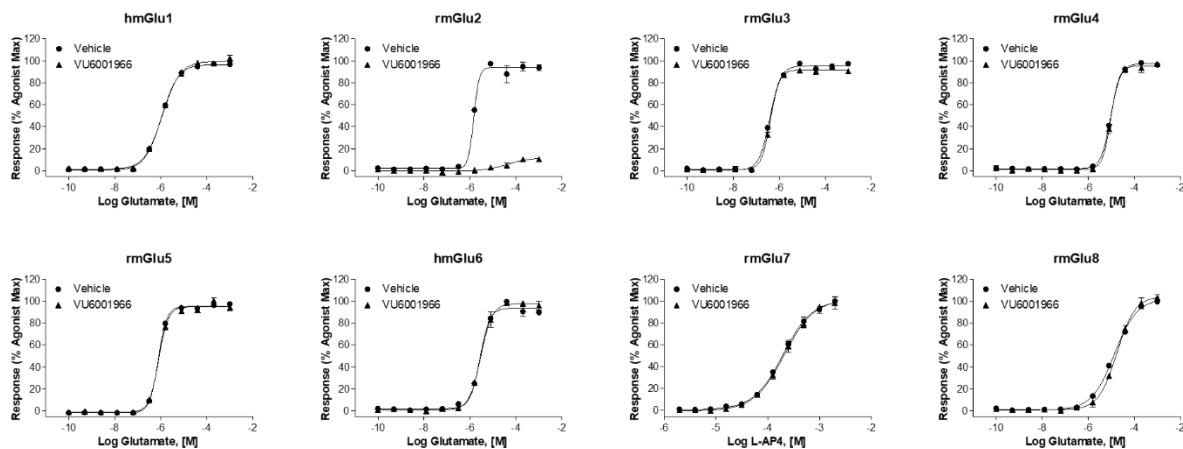 hmGlu1
Response (% Agonist Max)
120
100
80
60
40
20
0
Vehicle
VU6001966
-10 -8 -6 -4 -2
Log Glutamate, [M]
rmGlu2
Response (% Agonist Max)
120
100
80
60
40
20
0
Vehicle
VU6001966
-10 -8 -6 -4 -2
Log Glutamate, [M]
rmGlu3
Response (% Agonist Max)
120
100
80
60
40
20
0
Vehicle
VU6001966
-10 -8 -6 -4 -2
Log Glutamate, [M]
rmGlu4
Response (% Agonist Max)
120
100
80
60
40
20
0
Vehicle
VU6001966
-10 -8 -6 -4 -2
Log Glutamate, [M]
rmGlu5
Response (% Agonist Max)
120
100
80
60
40
20
0
Vehicle
VU6001966
-10 -8 -6 -4 -2
Log Glutamate, [M]
hmGlu6
Response (% Agonist Max)
120
100
80
60
40
20
0
Vehicle
VU6001966
-10 -8 -6 -4 -2
Log Glutamate, [M]
rmGlu7
Response (% Agonist Max)
120
100
80
60
40
20
0
Vehicle
VU6001966
-6 -5 -4 -3 -2
Log L-AP4, [M]
rmGlu8
Response (% Agonist Max)
120
100
80
60
40
20
0
Vehicle
VU6001966
-10 -8 -6 -4 -2
Log Glutamate, [M]